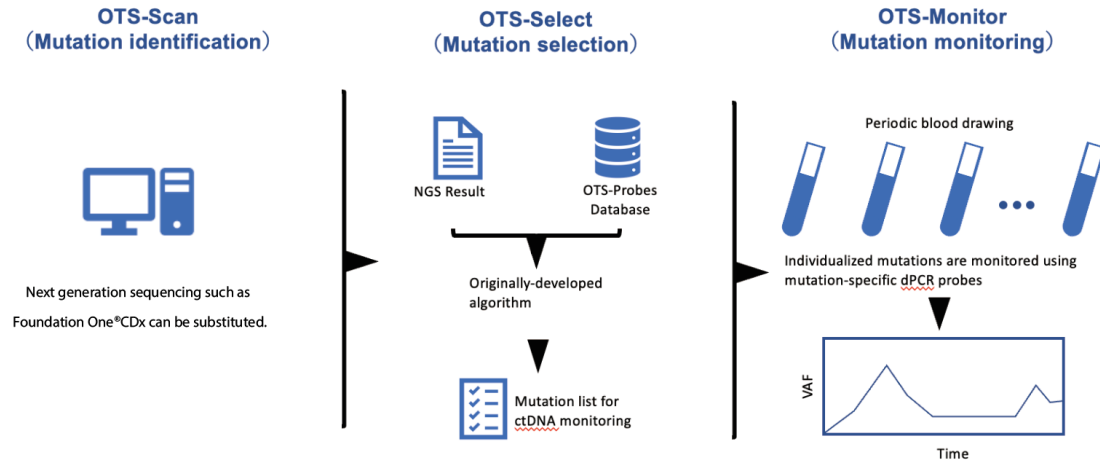 OTS-Scan
（Mutation identification）
Next generation sequencing such as
Foundation One®CDx can be substituted.
OTS-Select
（Mutation selection）
NGS Result
OTS-Probes
Database
Originally-developed
algorithm
Mutation list for
ctDNA monitoring
OTS-Monitor
（Mutation monitoring）
Periodic blood drawing
Individualized mutations are monitored using
mutation-specific dPCR probes
VAF
Time